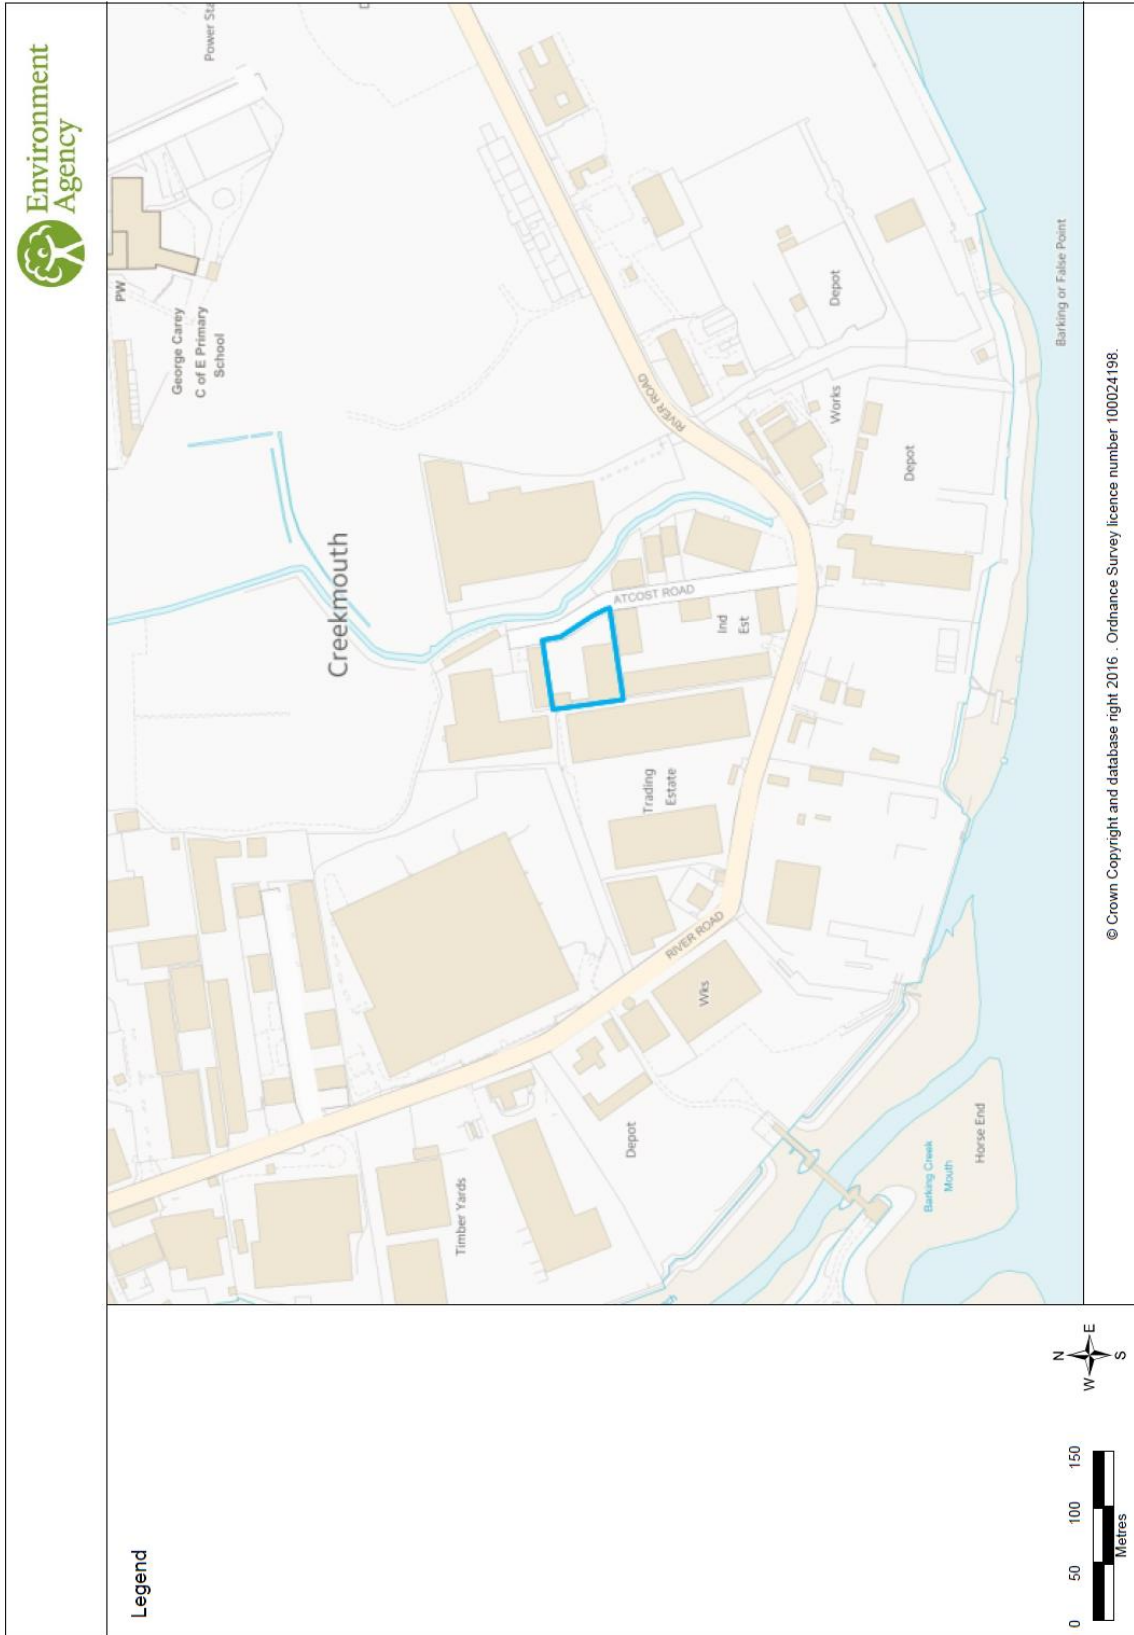 Environment
Agency
Power Sta
D
PW
George Carey
C of E Primary
School
Creekmouth
RIVER ROAD
ATCOST ROAD
Ind
Est
Trading
Estate
RIVER ROAD
Wks
Works
Depot
Depot
Depot
Timber Yards
Barking or False Point
Barking Creek
Mouth
Horse End
Legend
0 50 100 150
Metres
N
W E
S
© Crown Copyright and database right 2016 . Ordnance Survey licence number 100024198.